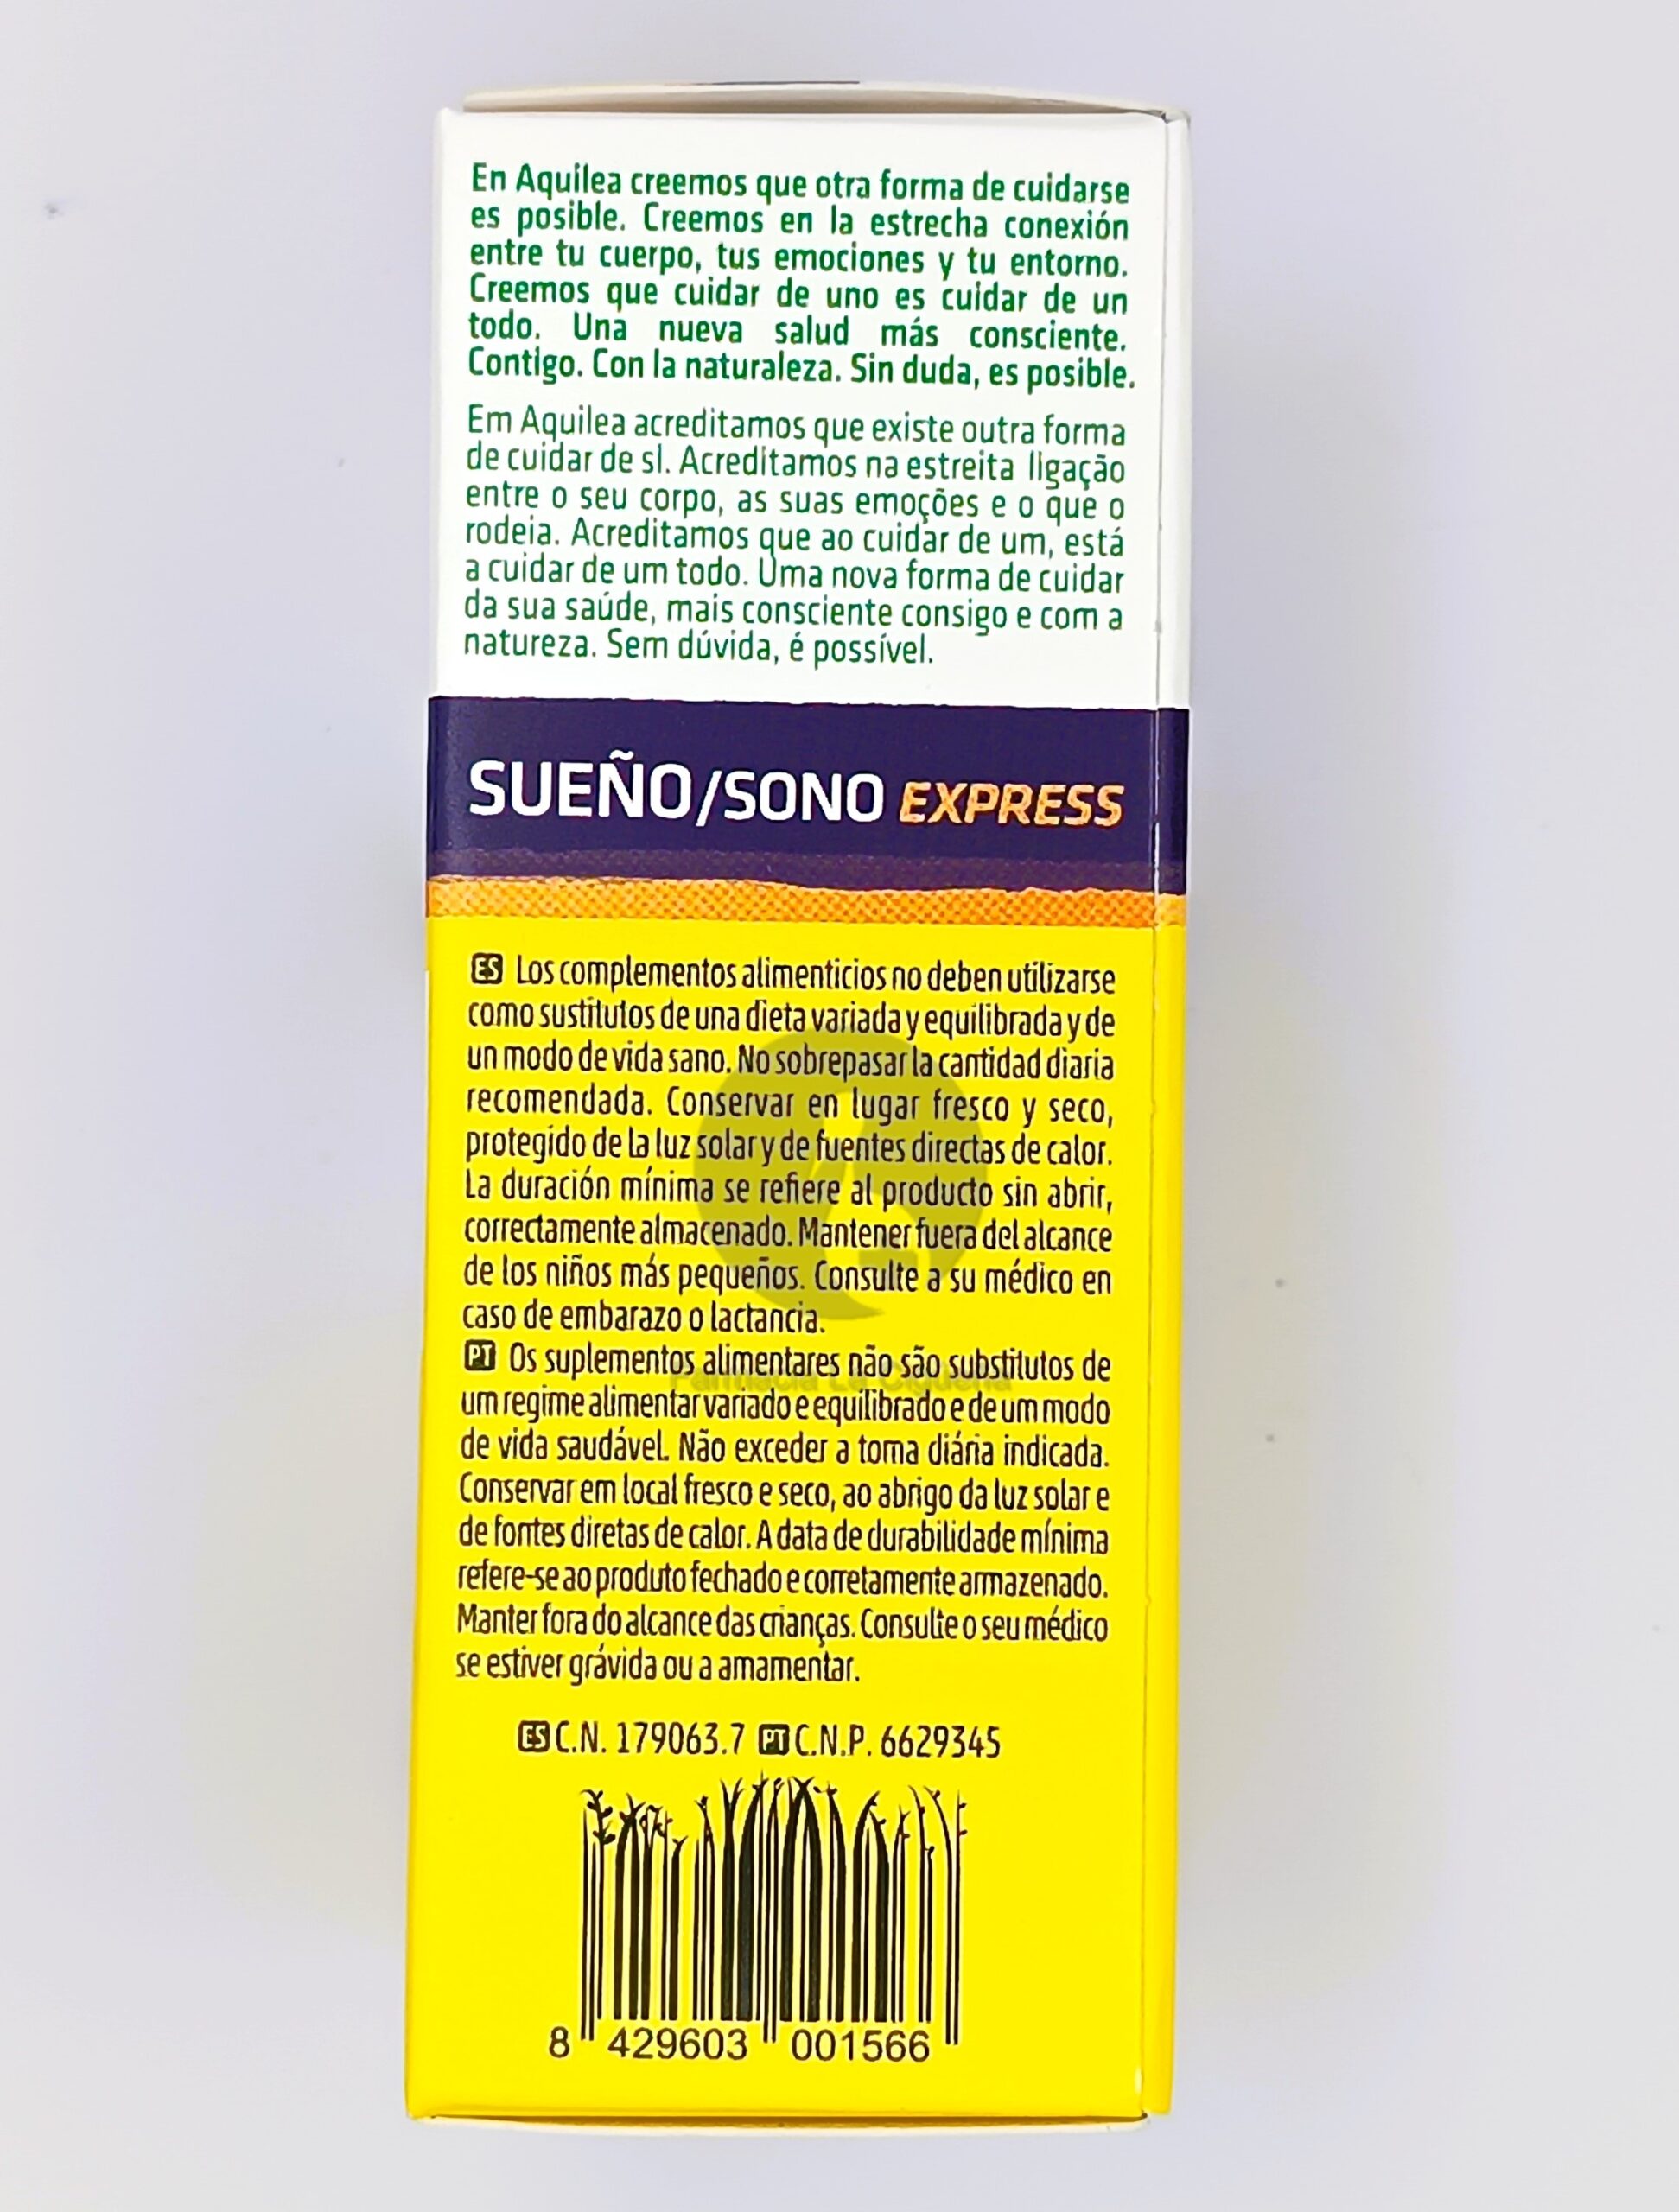 En Aquilea creemos que otra forma de cuidarse
es posible. Creemos en la estrecha conexión
entre tu cuerpo, tus emociones y tu entorno.
Creemos que cuidar de uno es cuidar de un
todo. Una nueva salud más consciente.
Contigo. Con la naturaleza. Sin duda, es posible.
Em Aquilea acreditamos que existe outra forma
de cuidar de si. Acreditamos na estreita ligação
entre o seu corpo, as suas emoções e o que o
rodeia. Acreditamos que ao cuidar de um, está
a cuidar de um todo. Uma nova forma de cuidar
da sua saúde, mais consciente consigo e com a
natureza. Sem dúvida, é possível.
SUEÑO/SONO EXPRESS
ES Los complementos alimenticios no deben utilizarse
como sustitutos de una dieta variada y equilibrada y de
un modo de vida sano. No sobrepasar la cantidad diaria
recomendada. Conservar en lugar fresco y seco,
protegido de la luz solar y de fuentes directas de calor.
La duración mínima se refiere al producto sin abrir,
correctamente almacenado. Mantener fuera del alcance
de los niños más pequeños. Consulte a su médico en
caso de embarazo o lactancia.
PT Os suplementos alimentares não são substitutos de
Farmacia La Cigüeña
um regime alimentar variado e equilibrado e de um modo
de vida saudável. Não exceder a toma diária indicada.
Conservar em local fresco e seco, ao abrigo da luz solar e
de fontes diretas de calor. A data de durabilidade mínima
refere-se ao produto fechado e corretamente armazenado.
Manter fora do alcance das crianças. Consulte o seu médico
se estiver grávida ou a amamentar.
ES C.N. 179063.7 PT C.N.P. 6629345
8 429603 001566